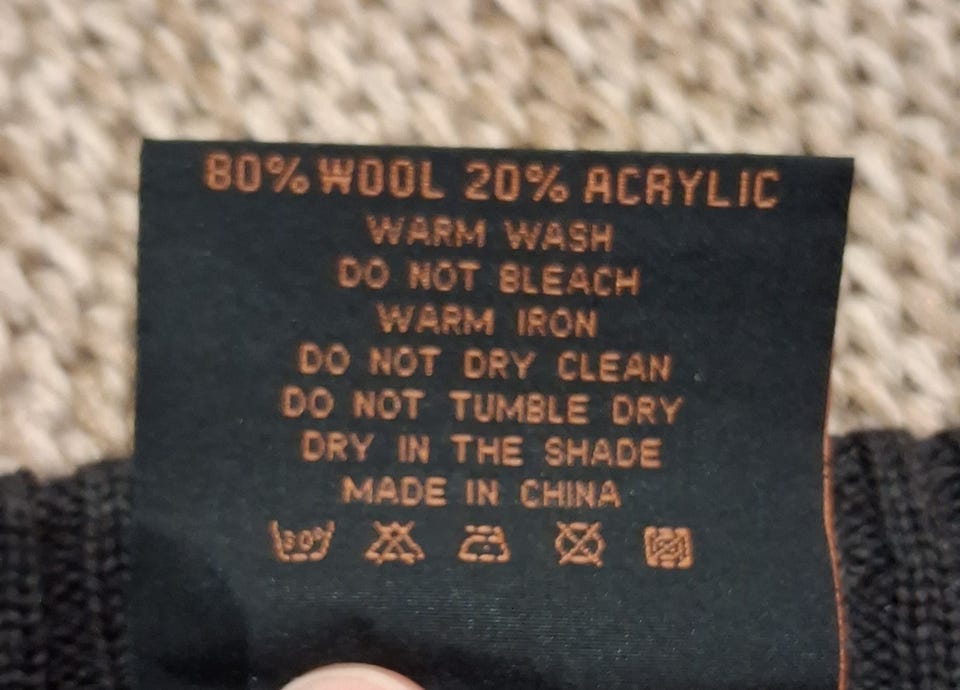 80% WOOL 20% ACRYLIC
WARM WASH
DO NOT BLEACH
WARM IRON
DO NOT DRY CLEAN
DO NOT TUMBLE DRY
DRY IN THE SHADE
MADE IN CHINA
30°